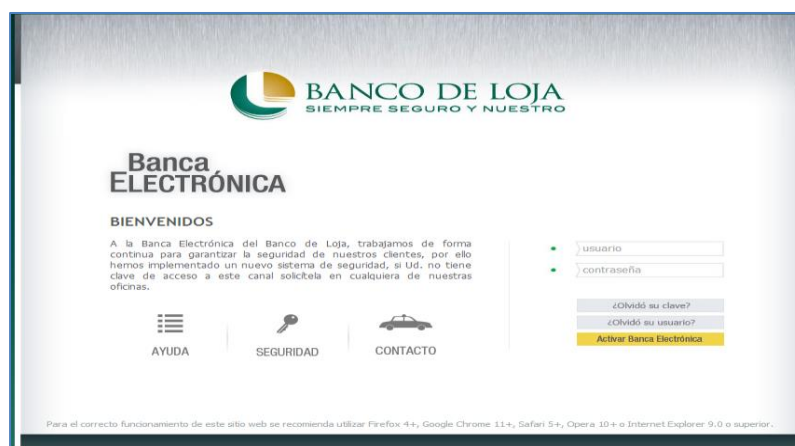 BANCO DE LOJA
SIEMPRE SEGURO Y NUESTRO
Banca
ELECTRÓNICA
BIENVENIDOS
A la Banca Electrónica del Banco de Loja, trabajamos de forma
continua para garantizar la seguridad de nuestros clientes, por ello
hemos implementado un nuevo sistema de seguridad, si Ud. no tiene
clave de acceso a este canal solicítela en cualquiera de nuestras
oficinas.
usuario
contraseña
¿Olvidó su clave?
¿Olvidó su usuario?
Activar Banca Electrónica
AYUDA
SEGURIDAD
CONTACTO
Para el correcto funcionamiento de este sitio web se recomienda utilizar Firefox 4+, Google Chrome 11+, Safari 5+, Opera 10+ o Internet Explorer 9.0 o superior.